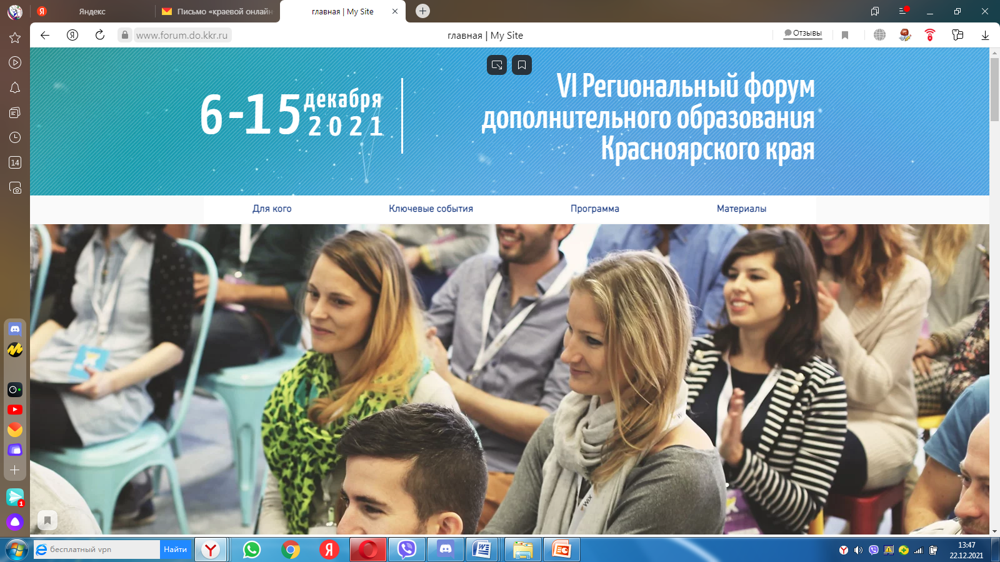 Яндекс
Письмо «краевой онлайн
главная | My Site
www.forum.do.kkr.ru
главная | My Site
Отзывы
6-15 декабря 2021
VI Региональный форум
дополнительного образования
Красноярского края
Для кого
Ключевые события
Программа
Материалы
14
WIX
1
бесплатный vpn
Найти
13:47
22.12.2021